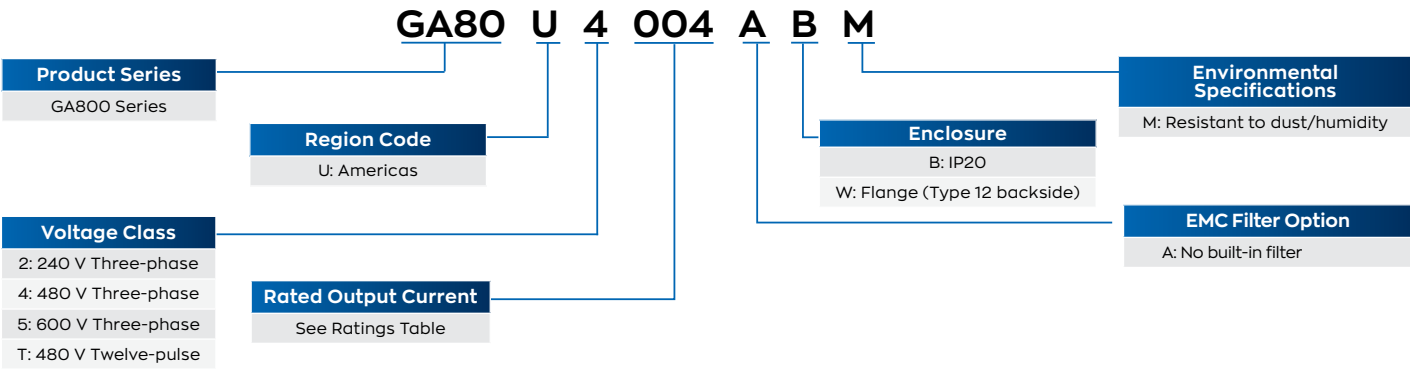 GA80 U 4 004 A B M
Product Series
GA800 Series
Region Code
U: Americas
Voltage Class
2: 240 V Three-phase
4: 480 V Three-phase
5: 600 V Three-phase
T: 480 V Twelve-pulse
Rated Output Current
See Ratings Table
Enclosure
B: IP20
W: Flange (Type 12 backside)
Environmental
Specifications
M: Resistant to dust/humidity
EMC Filter Option
A: No built-in filter